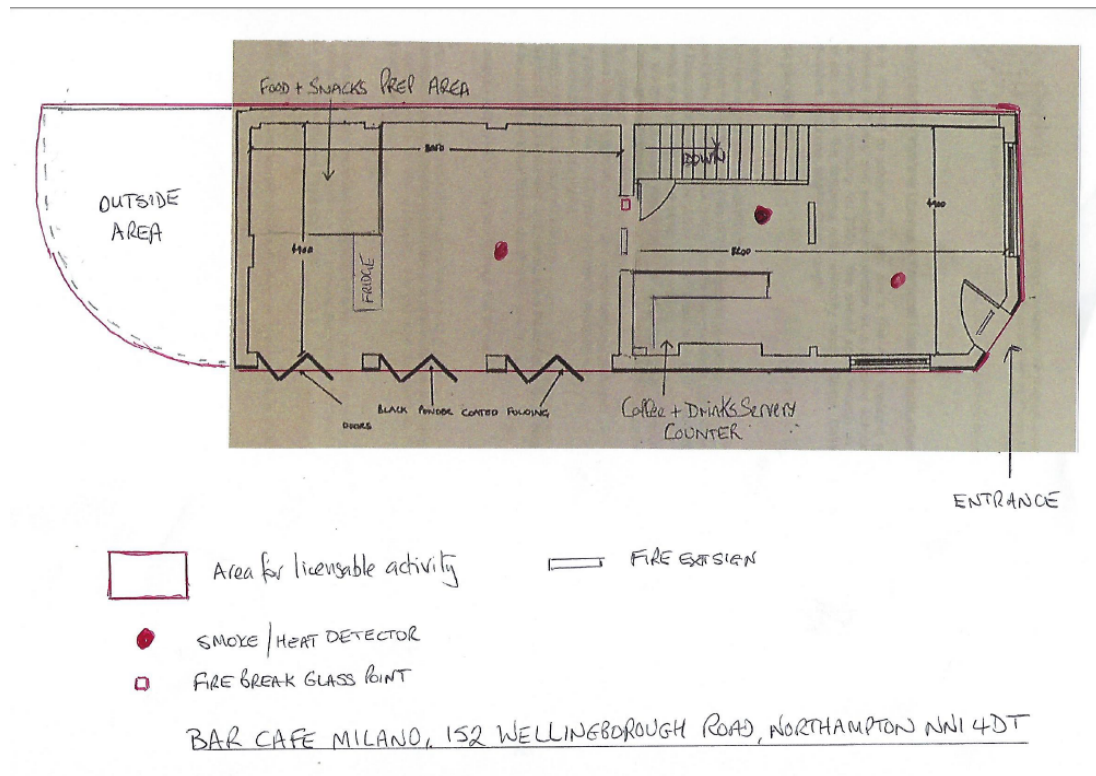 FOOD + SNACKS PREP AREA
OUTSIDE
AREA
DOWN
FRIDGE
BLACK POWDER COATED FOLDING
DOORS
Coffee + Drinks Servery
COUNTER
ENTRANCE
Area for licensable activity
FIRE EXIT SIGN
SMOKE/HEAT DETECTOR
FIRE BREAK GLASS POINT
BAR CAFE MILANO, 152 WELLINGBOROUGH ROAD, NORTHAMPTON NN1 4DT